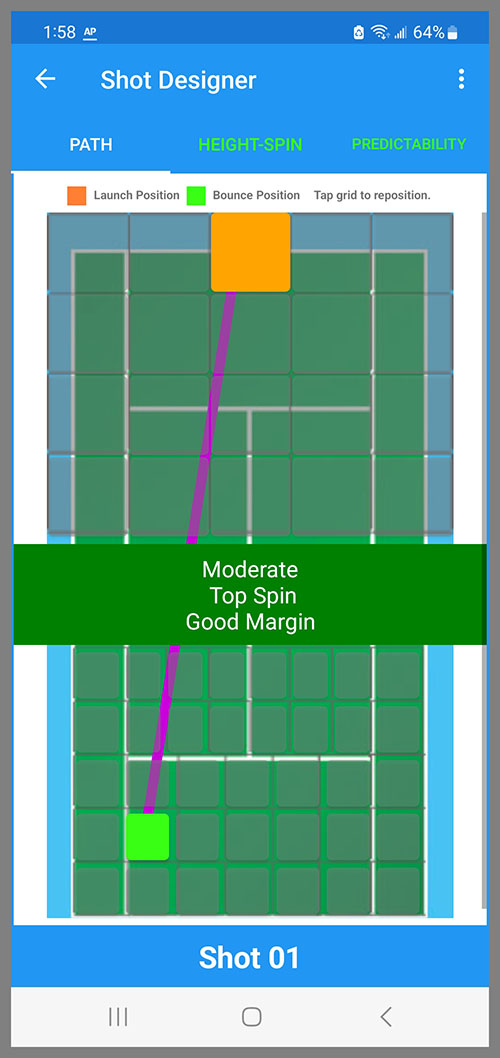 1:58 AP 64%
Shot Designer
PATH HEIGHT-SPIN PREDICTABILITY
Launch Position Bounce Position Tap grid to reposition.
Moderate
Top Spin
Good Margin
Shot 01